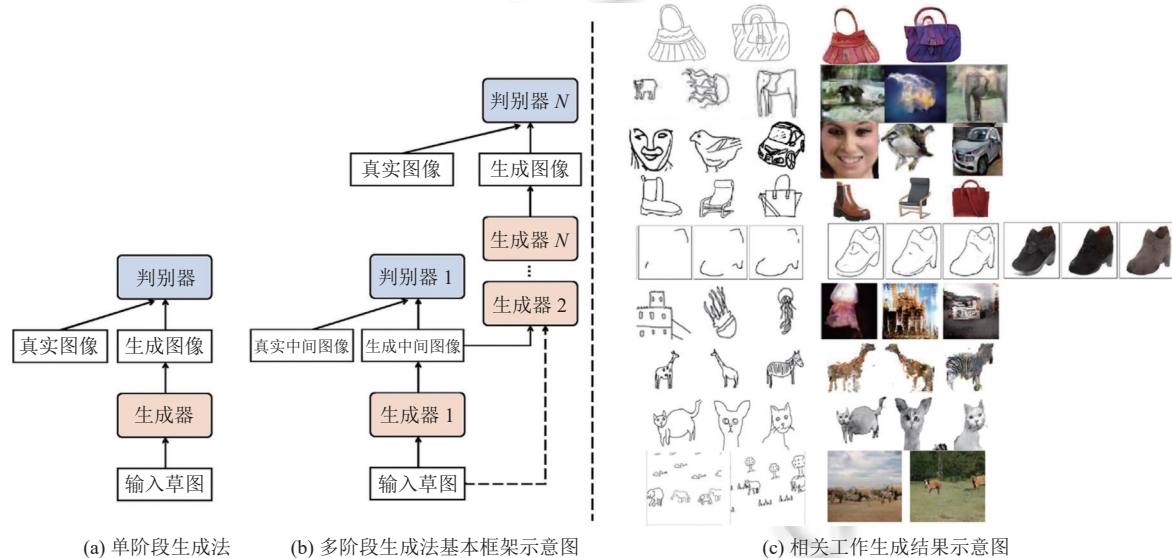 判别器 N
真实图像
生成图像
生成器 N
⋮
判别器
判别器 1
生成器 2
真实图像
生成图像
真实中间图像
生成中间图像
生成器
生成器 1
输入草图
输入草图
(a) 单阶段生成法
(b) 多阶段生成法基本框架示意图
(c) 相关工作生成结果示意图